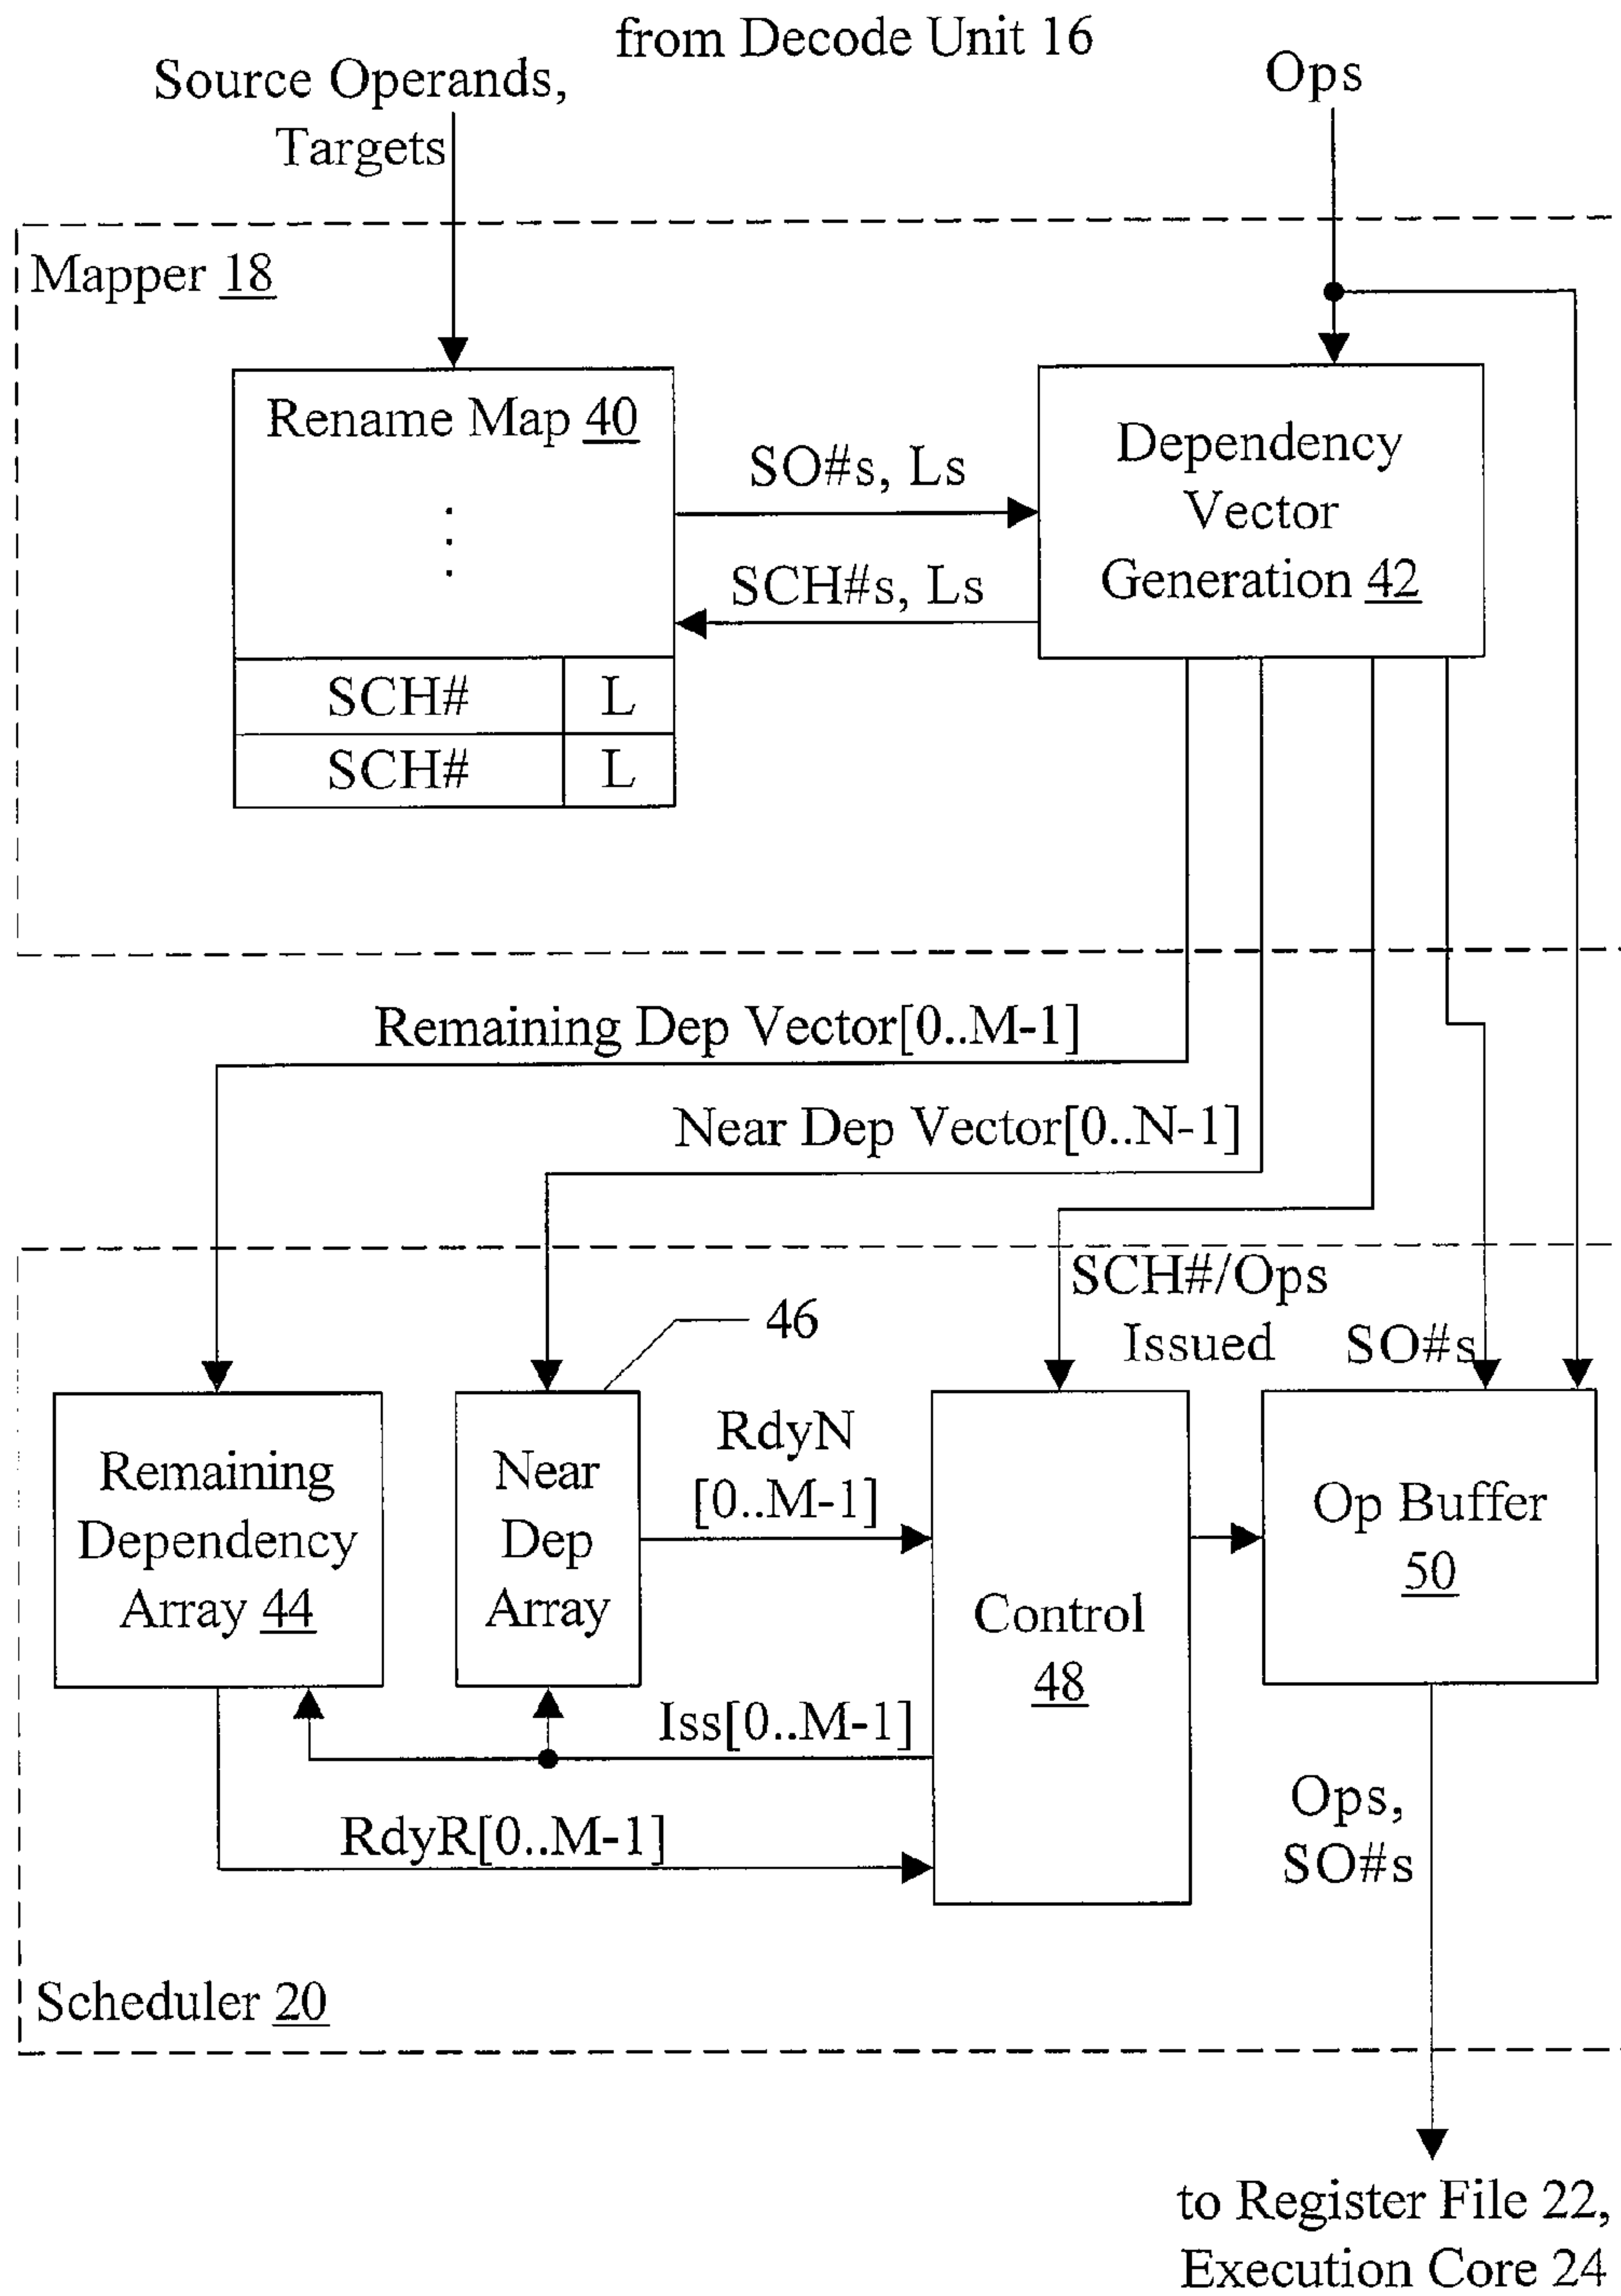 from Decode Unit 16
Source Operands,
Targets
Ops
Mapper 18
Rename Map 40
.
.
.
SO#s, Ls
SCH#s, Ls
Dependency
Vector
Generation 42
SCH# L
SCH# L
Remaining Dep Vector[0..M-1]
Near Dep Vector[0..N-1]
SCH#/Ops
Issued
SO#s
46
Remaining
Dependency
Array 44
Near
Dep
Array
RdyN
[0..M-1]
Control
48
Op Buffer
50
Iss[0..M-1]
RdyR[0..M-1]
Ops,
SO#s
Scheduler 20
to Register File 22,
Execution Core 24